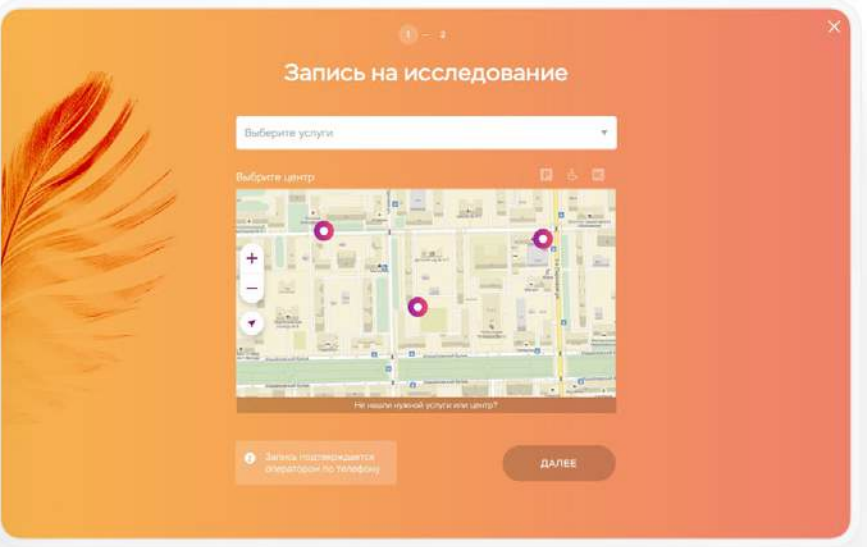 1 — 2
Запись на исследование
Выберите услуги
Выбрите центр
Не нашли нужной услуги или центр?
Запись подтверждается
оператором по телефону
ДАЛЕЕ